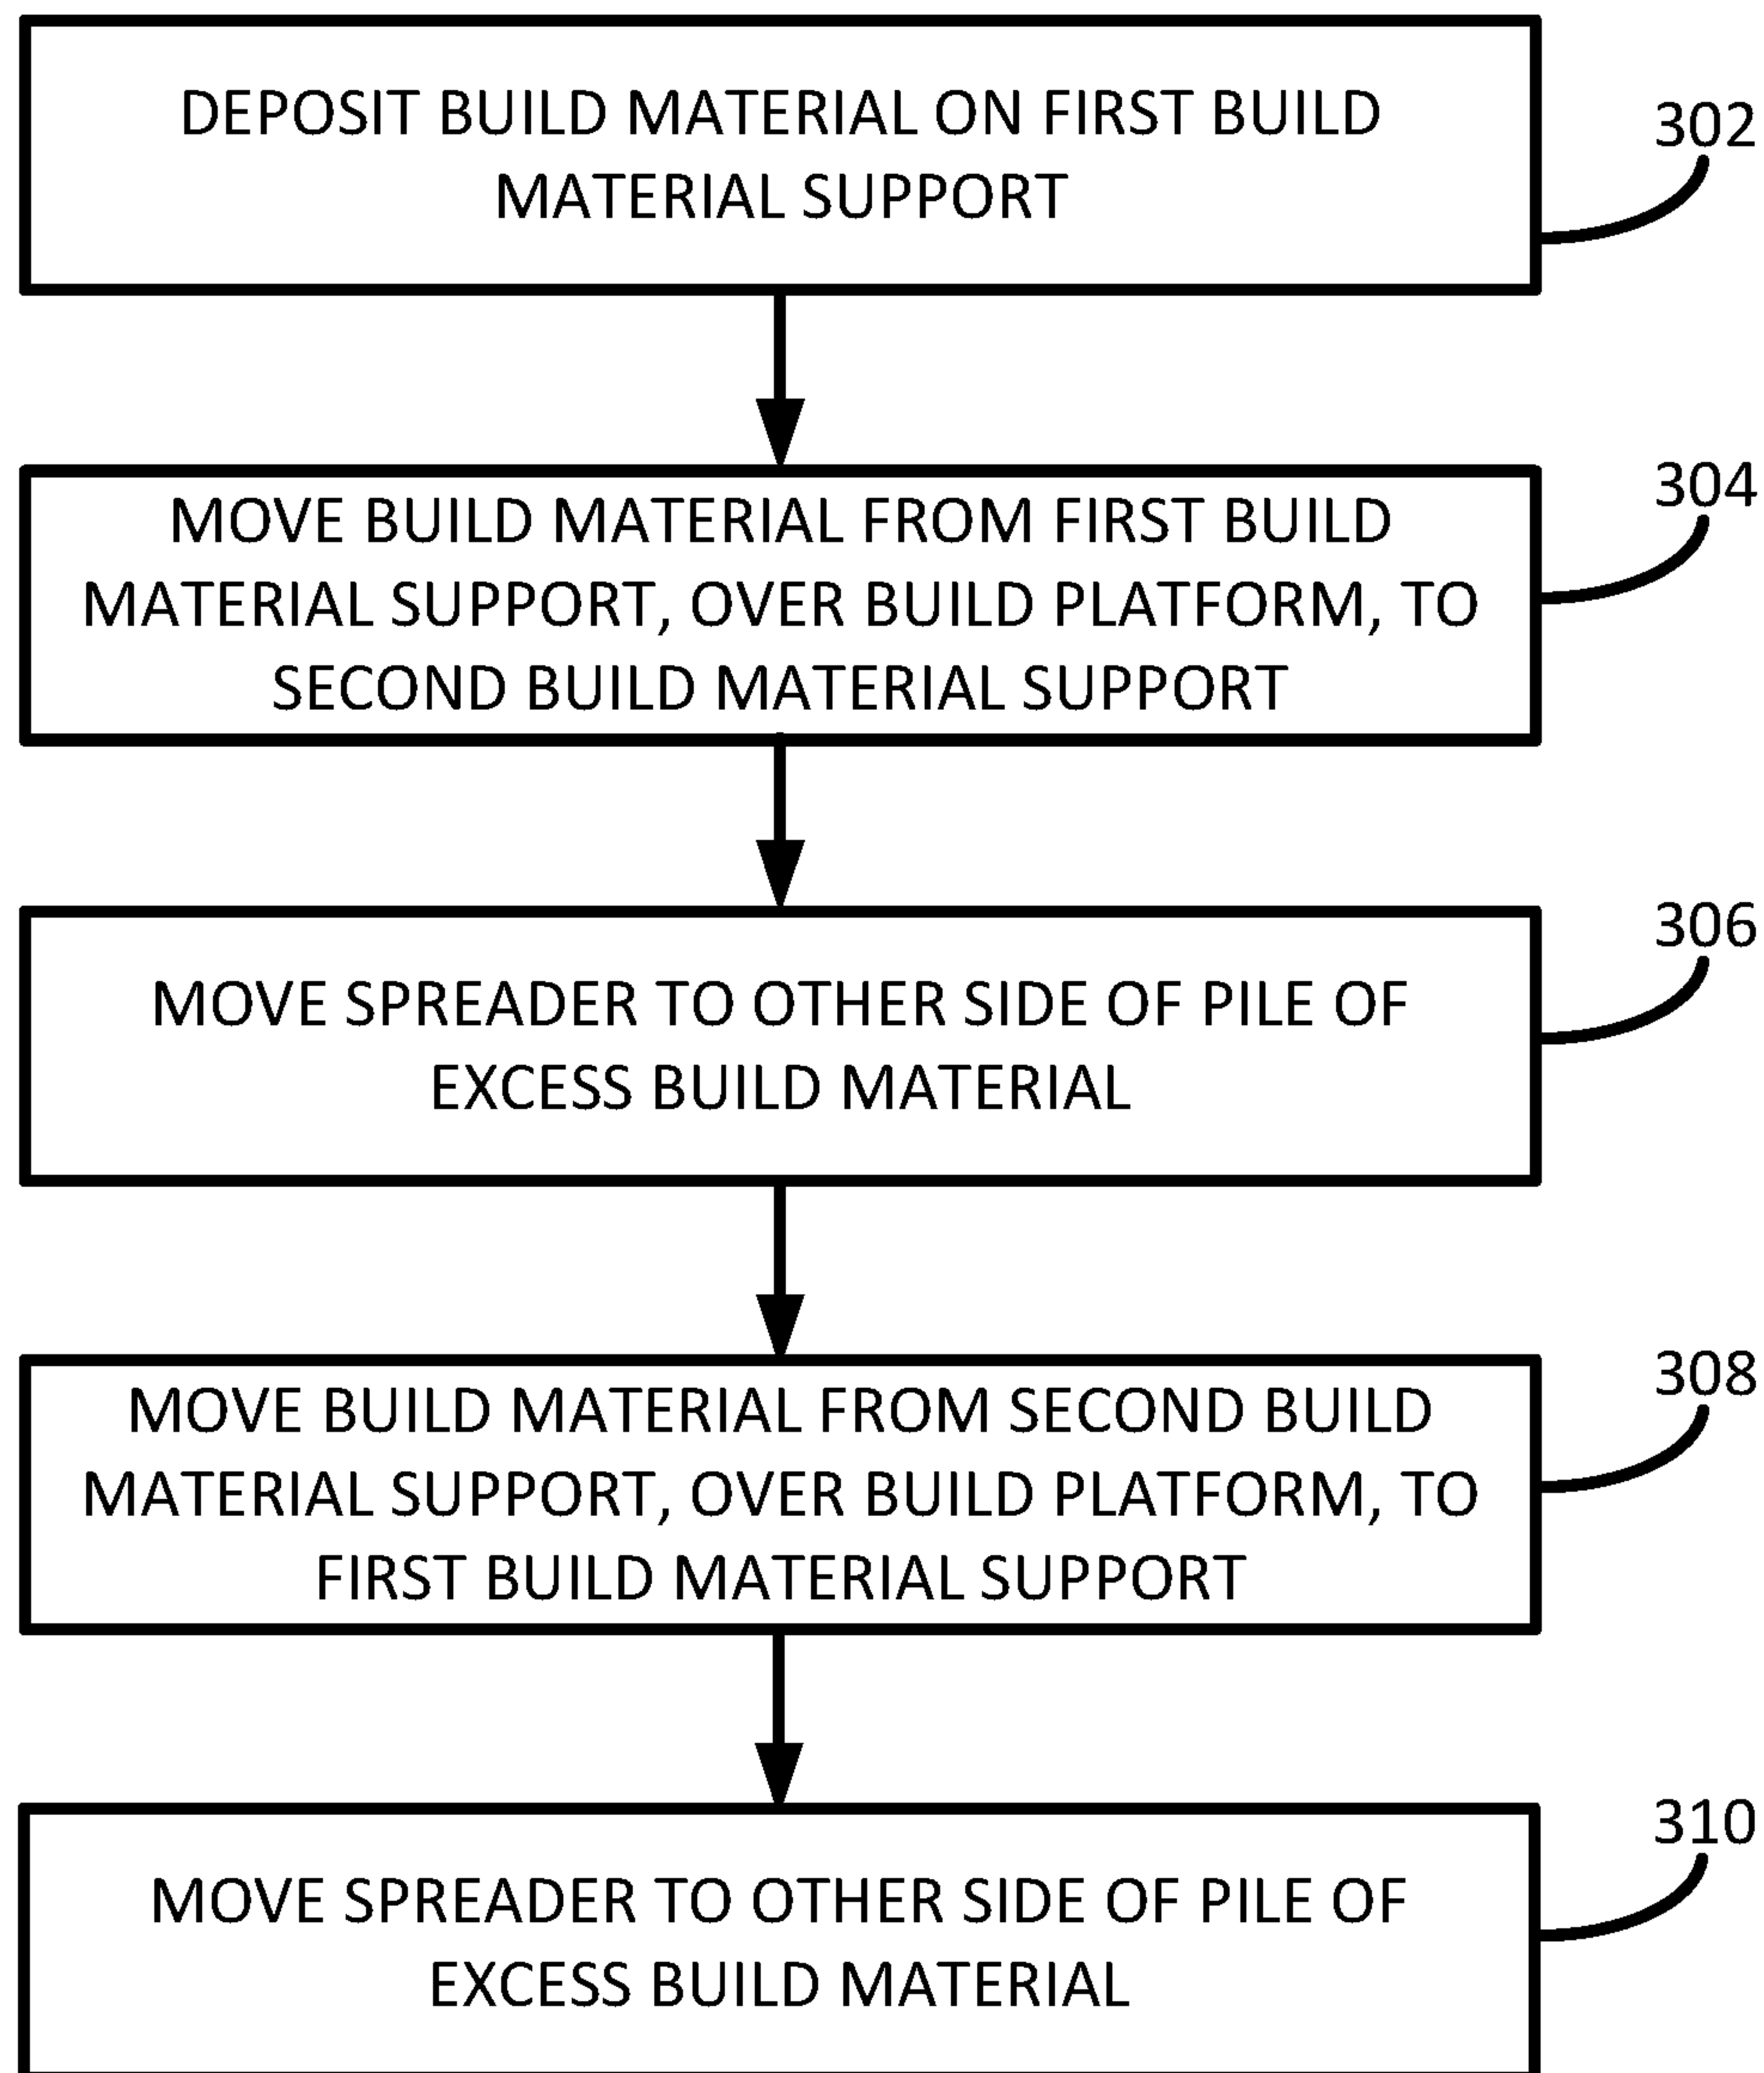 DEPOSIT BUILD MATERIAL ON FIRST BUILD
MATERIAL SUPPORT
302
MOVE BUILD MATERIAL FROM FIRST BUILD
MATERIAL SUPPORT, OVER BUILD PLATFORM, TO
SECOND BUILD MATERIAL SUPPORT
304
MOVE SPREADER TO OTHER SIDE OF PILE OF
EXCESS BUILD MATERIAL
306
MOVE BUILD MATERIAL FROM SECOND BUILD
MATERIAL SUPPORT, OVER BUILD PLATFORM, TO
FIRST BUILD MATERIAL SUPPORT
308
MOVE SPREADER TO OTHER SIDE OF PILE OF
EXCESS BUILD MATERIAL
310